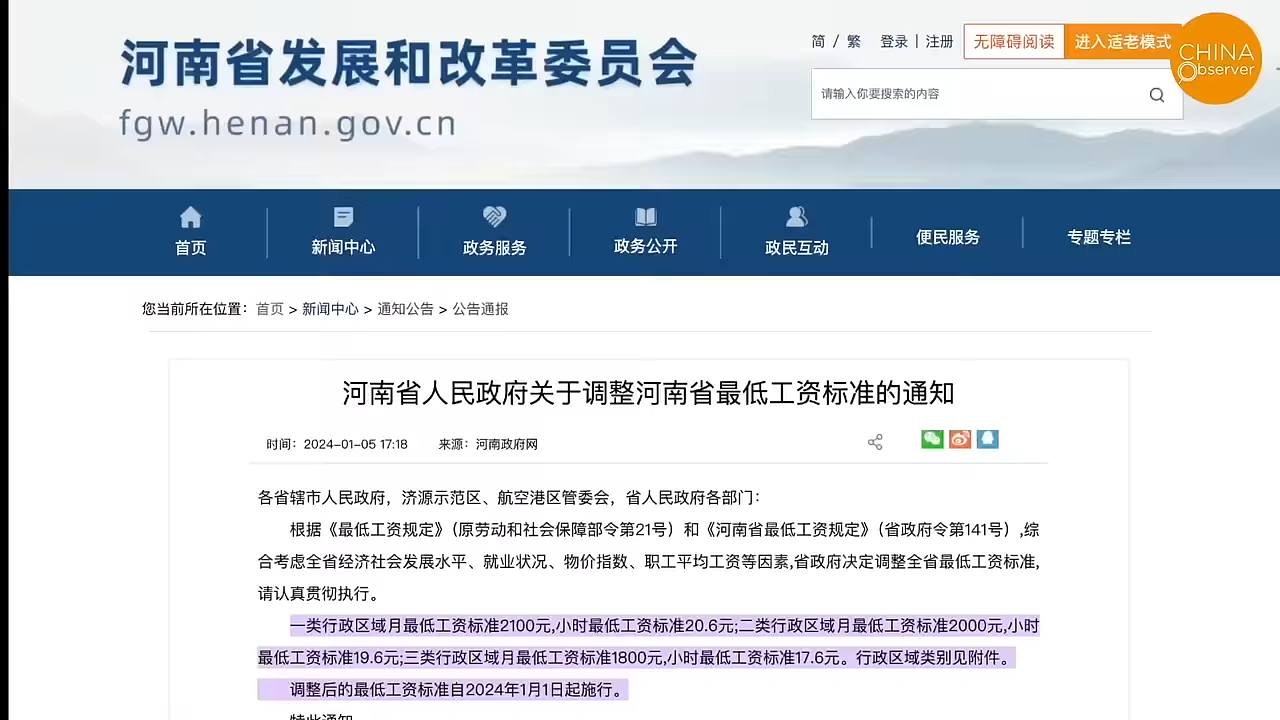 河南省发展和改革委员会
fgw.henan.gov.cn
简 / 繁 登录 | 注册 无障碍阅读 进入适老模式
CHINA
Observer
请输入你要搜索的内容
首页 新闻中心 政务服务 政务公开 政民互动 便民服务 专题专栏
您当前所在位置：首页 > 新闻中心 > 通知公告 > 公告通报
河南省人民政府关于调整河南省最低工资标准的通知
时间：2024-01-05 17:18 来源：河南政府网
各省辖市人民政府，济源示范区、航空港区管委会，省人民政府各部门：
根据《最低工资规定》（原劳动和社会保障部令第21号）和《河南省最低工资规定》（省政府令第141号）,综
合考虑全省经济社会发展水平、就业状况、物价指数、职工平均工资等因素,省政府决定调整全省最低工资标准,
请认真贯彻执行。
一类行政区域月最低工资标准2100元,小时最低工资标准20.6元;二类行政区域月最低工资标准2000元,小时
最低工资标准19.6元;三类行政区域月最低工资标准1800元,小时最低工资标准17.6元。行政区域类别见附件。
调整后的最低工资标准自2024年1月1日起施行。
特此通知